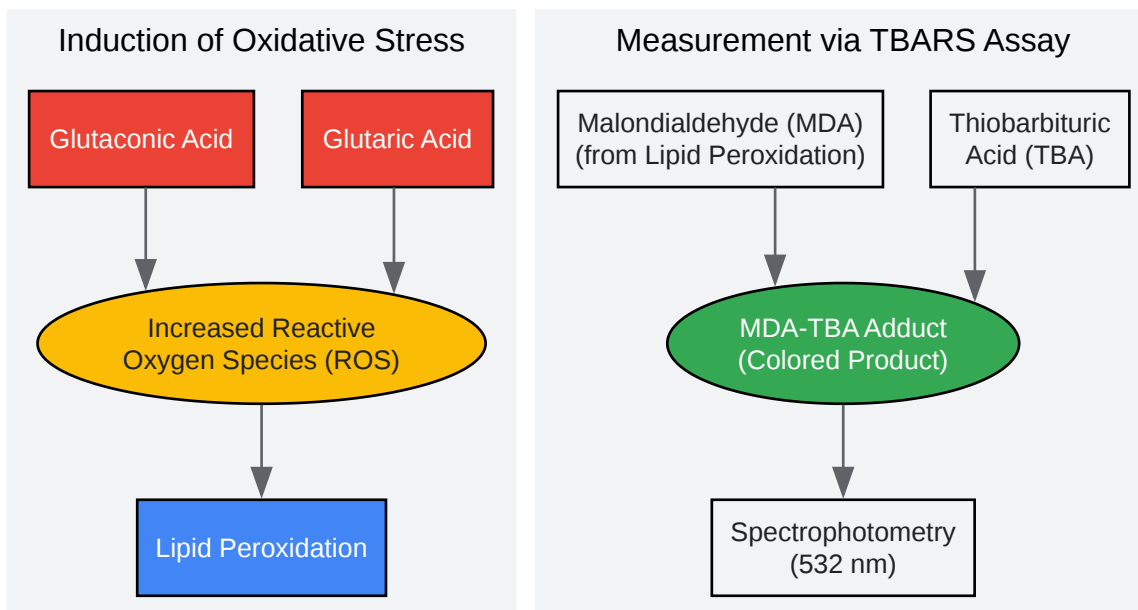 Induction of Oxidative Stress
Glutaconic Acid
Glutaric Acid
Increased Reactive
Oxygen Species (ROS)
Lipid Peroxidation
Measurement via TBARS Assay
Malondialdehyde (MDA)
(from Lipid Peroxidation)
Thiobarbituric
Acid (TBA)
MDA-TBA Adduct
(Colored Product)
Spectrophotometry
(532 nm)